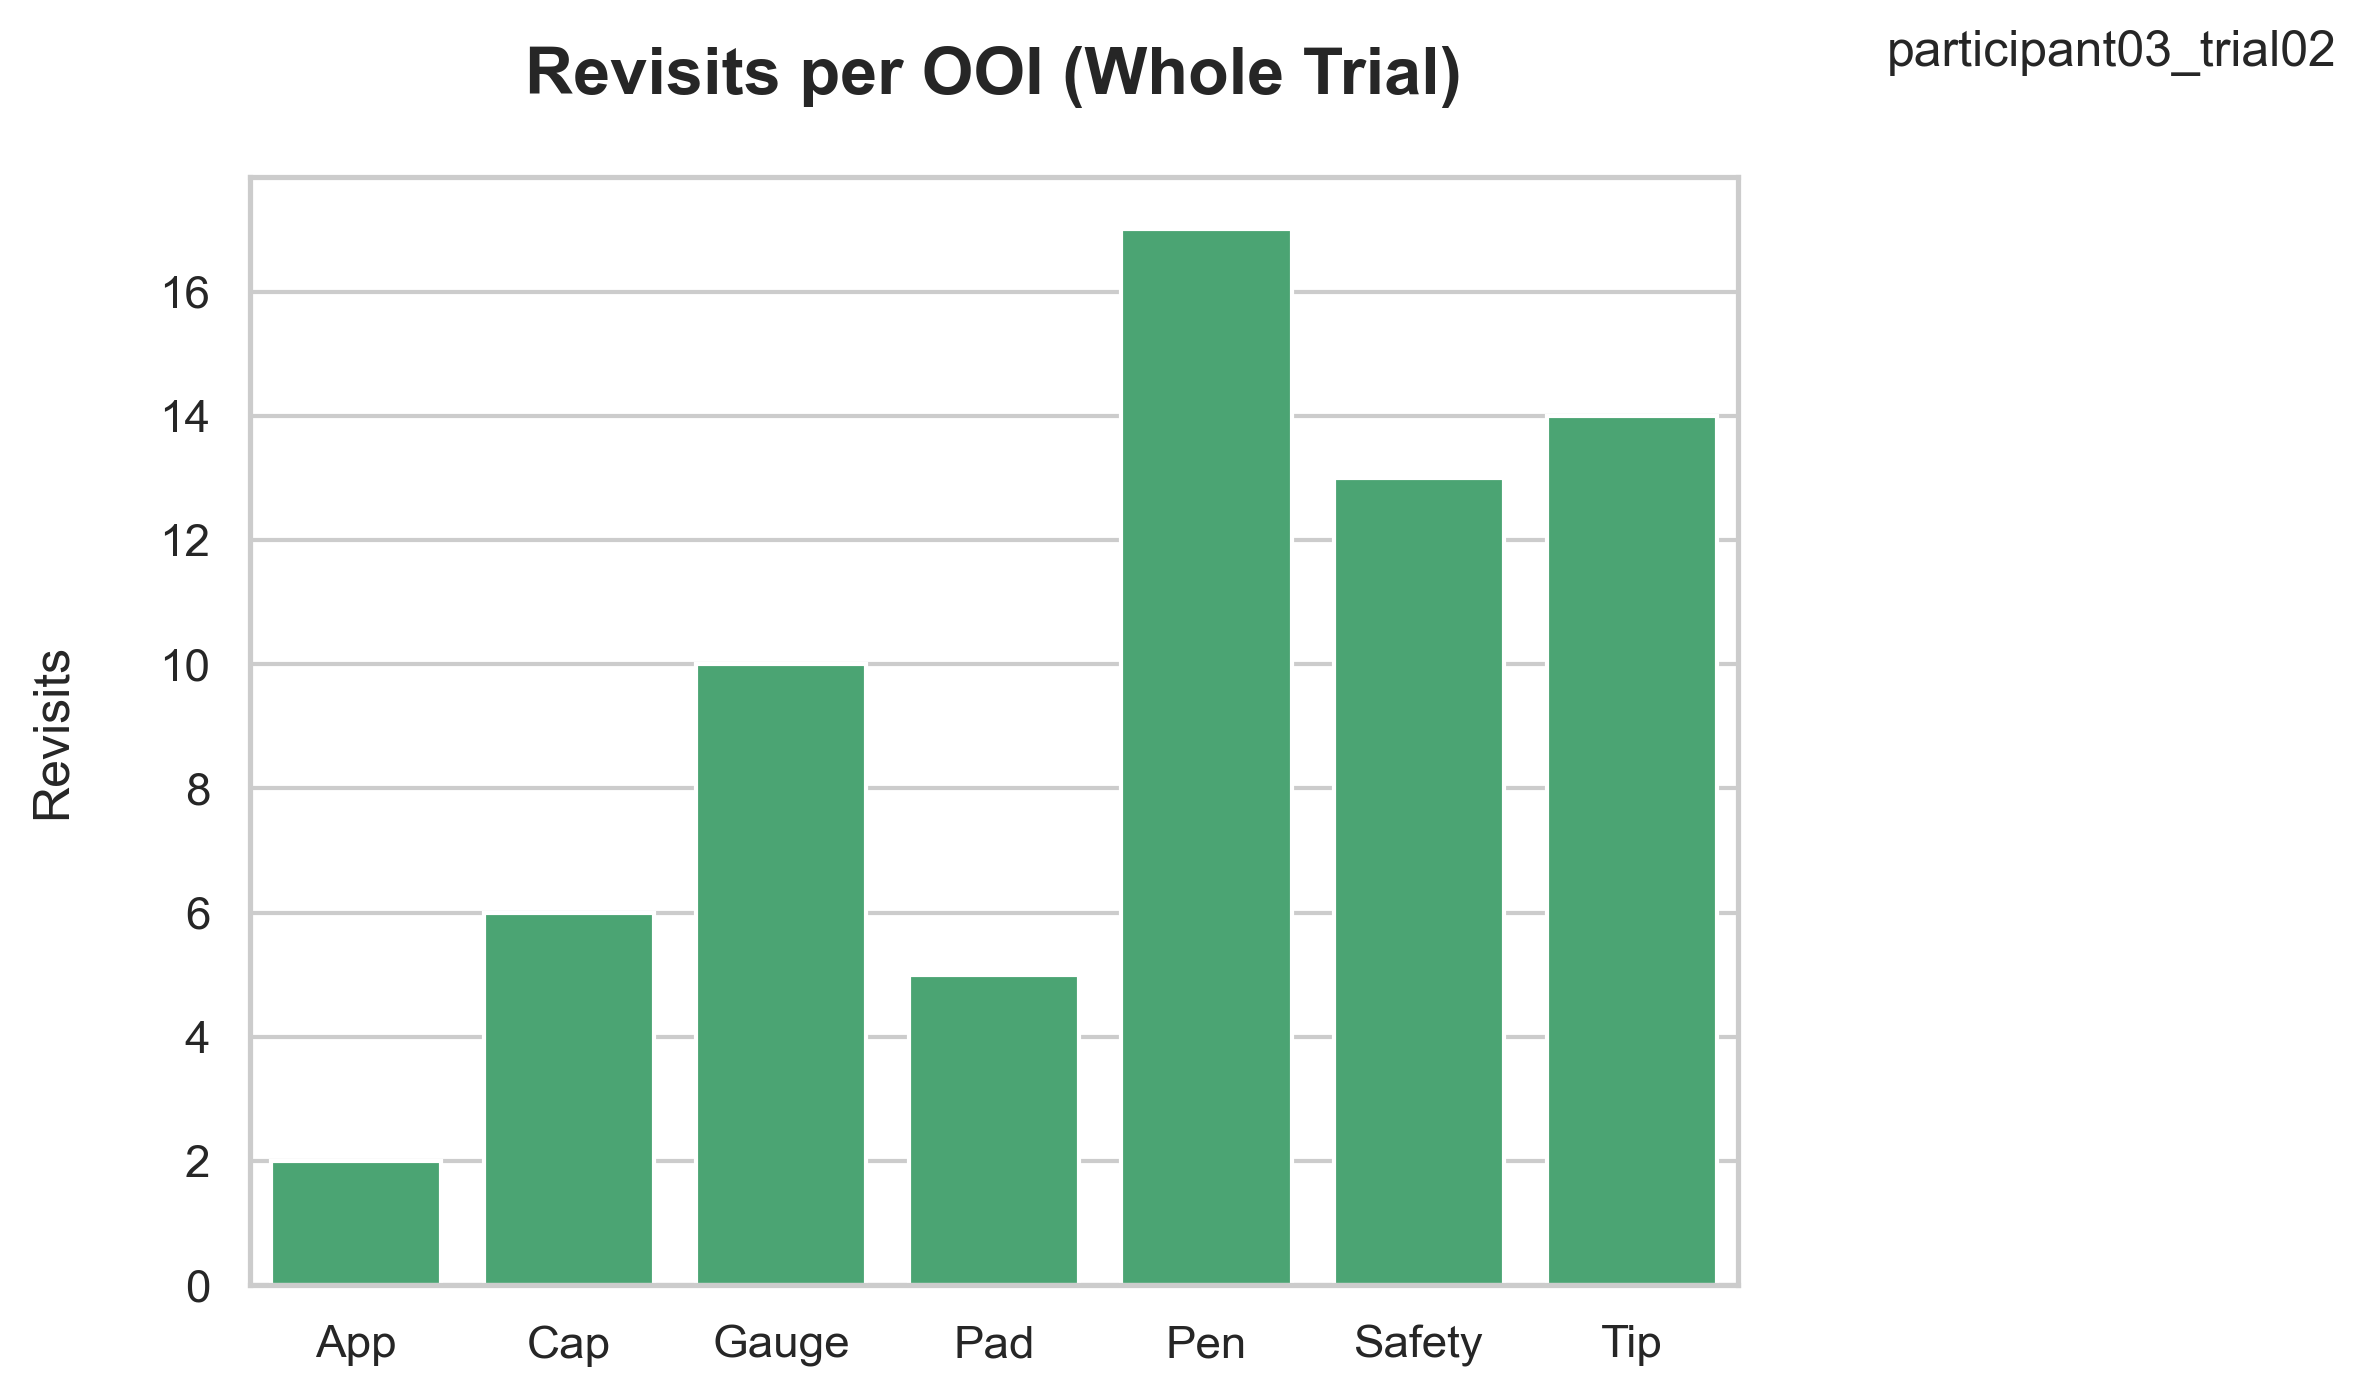 participant03_trial02
Revisits per OOI (Whole Trial)
Revisits
16
14
12
10
8
6
4
2
0
App Cap Gauge Pad Pen Safety Tip